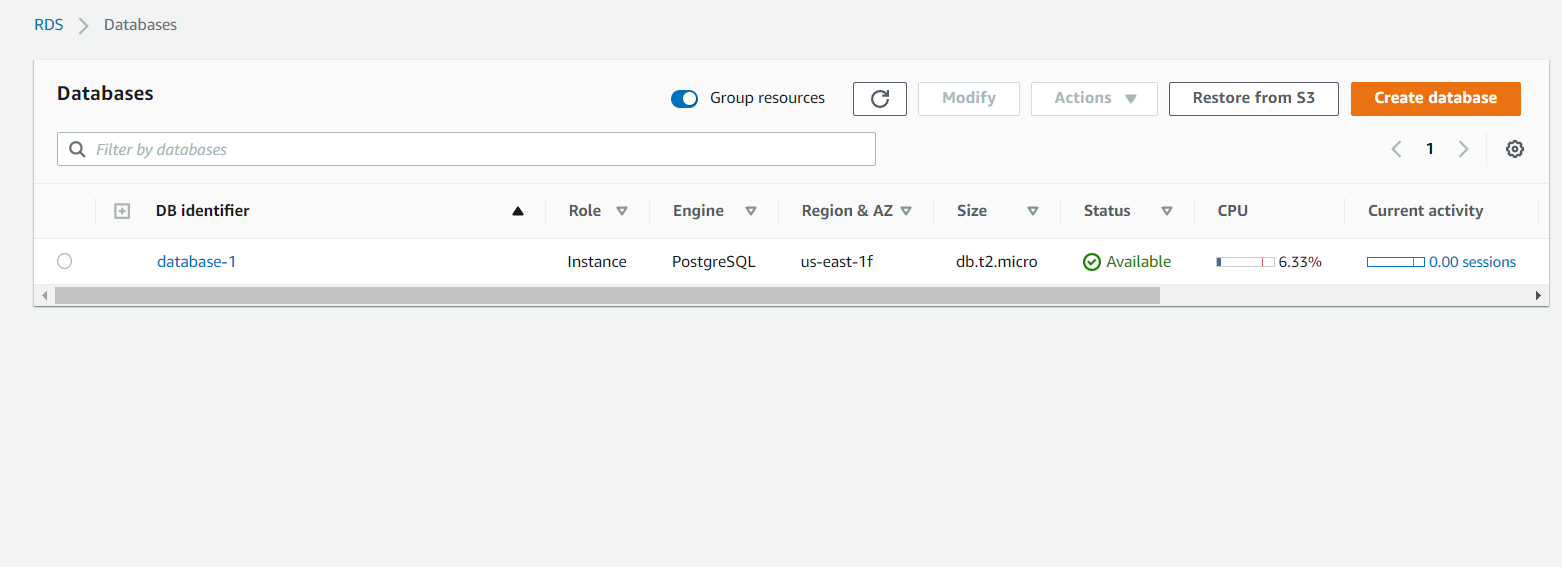 RDS > Databases
Databases
Group resources
Modify
Actions
Restore from S3
Create database
Filter by databases
1
DB identifier Role Engine Region & AZ Size Status CPU Current activity
database-1 Instance PostgreSQL us-east-1f db.t2.micro Available 6.33% 0.00 sessions